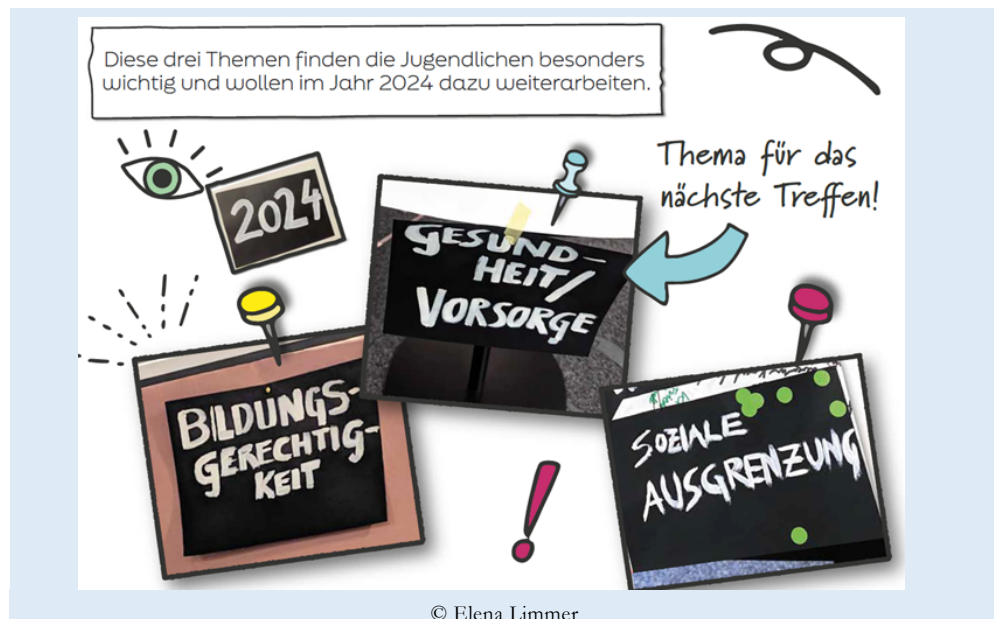 Diese drei Themen finden die Jugendlichen besonders
wichtig und wollen im Jahr 2024 dazu weiterarbeiten.
Thema für das
nächste Treffen!
2024
GESUND-
HEIT/
VORSORGE
BILDUNGS-
GERECHTIG-
KEIT
SOZIALE
AUSGRENZUNG
© Elena Limmer